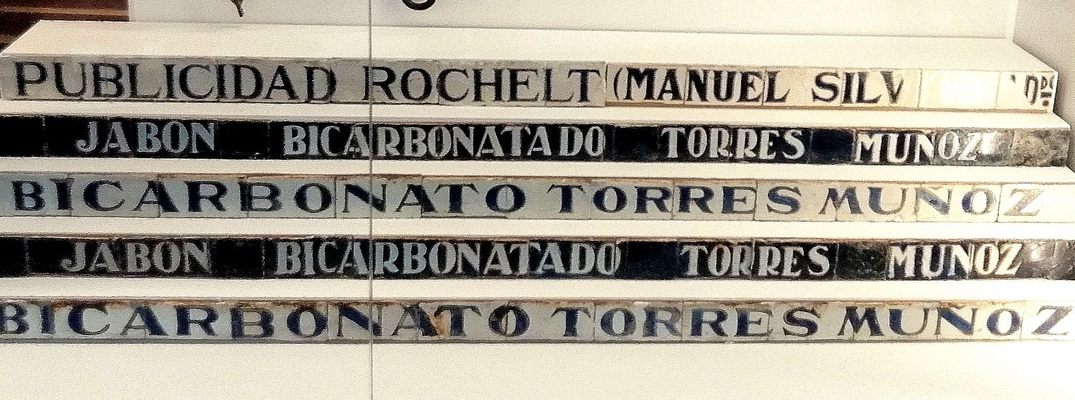 PUBLICIDAD ROCHELT (MANUEL SILV
JABON BICARBONATADO TORRES MUÑOZ
BICARBONATO TORRES MUÑOZ
JABON BICARBONATADO TORRES MUÑOZ
BICARBONATO TORRES MUÑOZ